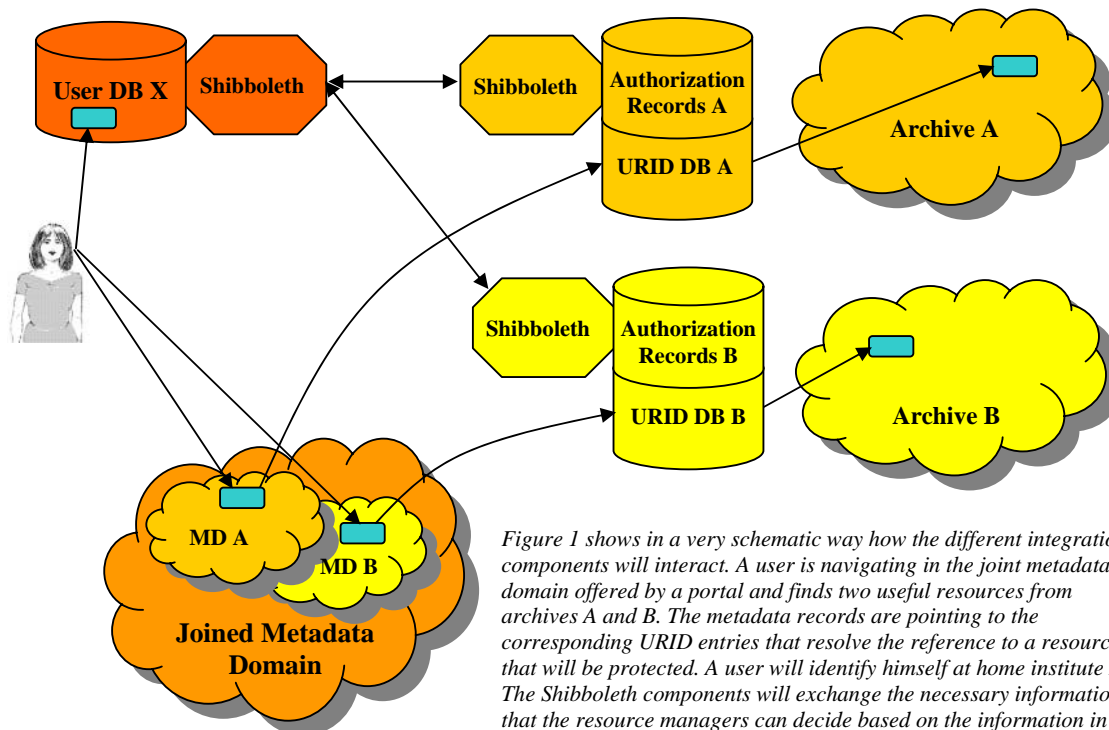 User DB X
Shibboleth
Shibboleth
Authorization
Records A
URID DB A
Archive A
Shibboleth
Authorization
Records B
URID DB B
Archive B
MD A
MD B
Joined Metadata
Domain
Figure 1 shows in a very schematic way how the different integratio
components will interact. A user is navigating in the joint metadata
domain offered by a portal and finds two useful resources from
archives A and B. The metadata records are pointing to the
corresponding URID entries that resolve the reference to a resourc
that will be protected. A user will identify himself at home institute
The Shibboleth components will exchange the necessary informatio
that the resource managers can decide based on the information in